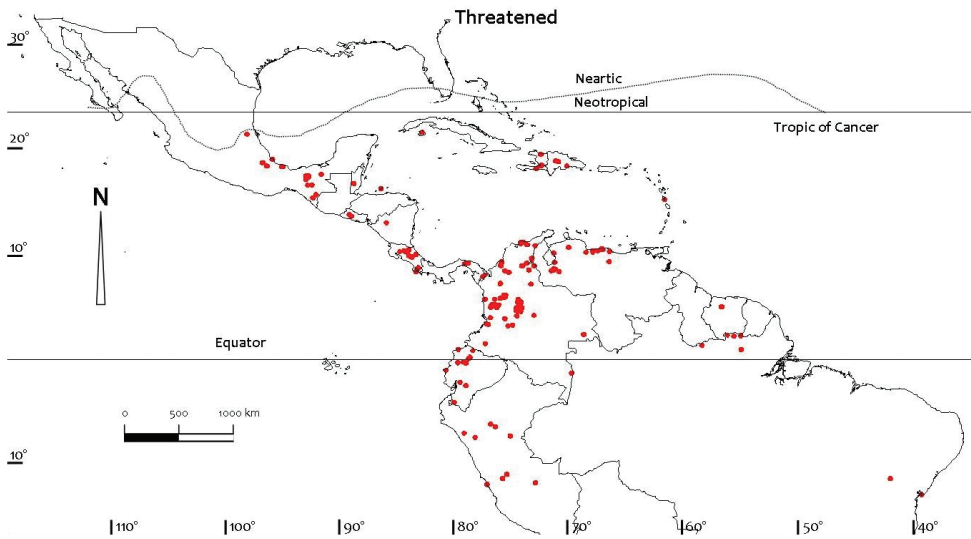 Threatened
30°
Neartic
Neotropical
Tropic of Cancer
20°
N
10°
Equator
0 500 1000 km
10°
110° 100° 90° 80° 70° 60° 50° 40°